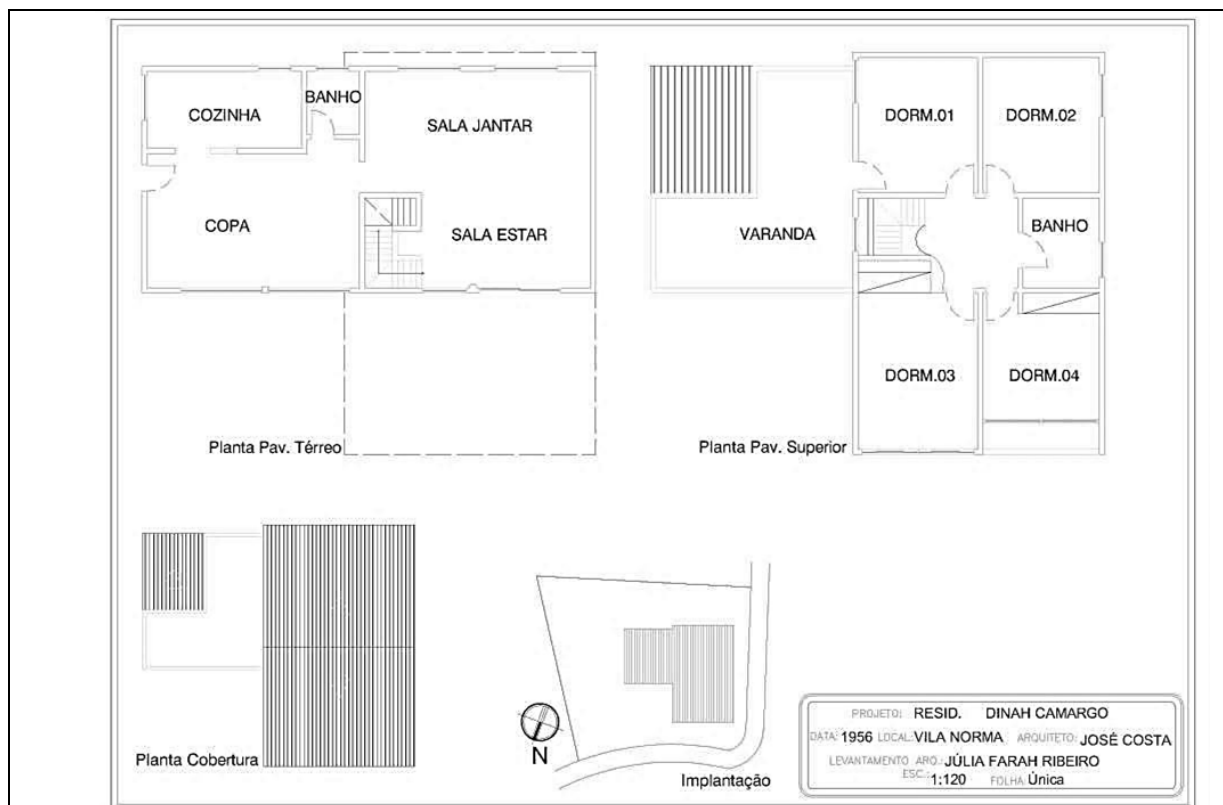 COZINHA
BANHO
SALA JANTAR
COPA
SALA ESTAR
Planta Pav. Térreo
DORM.01
DORM.02
VARANDA
BANHO
DORM.03
DORM.04
Planta Pav. Superior
Planta Cobertura
N
Implantação
PROJETO: RESID. DINAH CAMARGO
DATA: 1956 LOCAL: VILA NORMA ARQUITETO: JOSÉ COSTA
LEVANTAMENTO ARQ.: JÚLIA FARAH RIBEIRO
ESC.: 1:120 FOLHA: Única